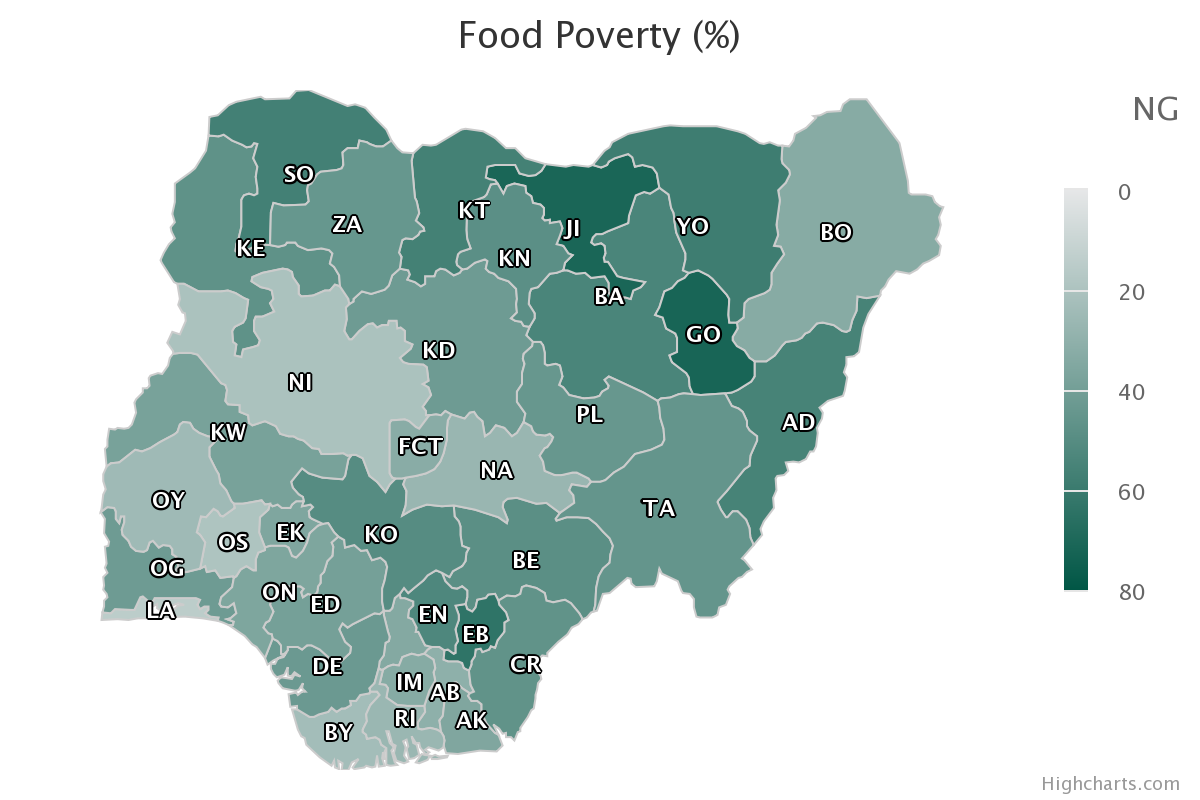 Food Poverty (%)
NG
0
20
40
60
80
SO
ZA
KE
KT
KN
JI
YO
BO
BA
GO
KD
NI
PL
AD
KW
FCT
NA
OY
OS
EK
KO
TA
OG
BE
LA
ON
ED
EN
EB
DE
IM
AB
CR
BY
RI
AK
Highcharts.com